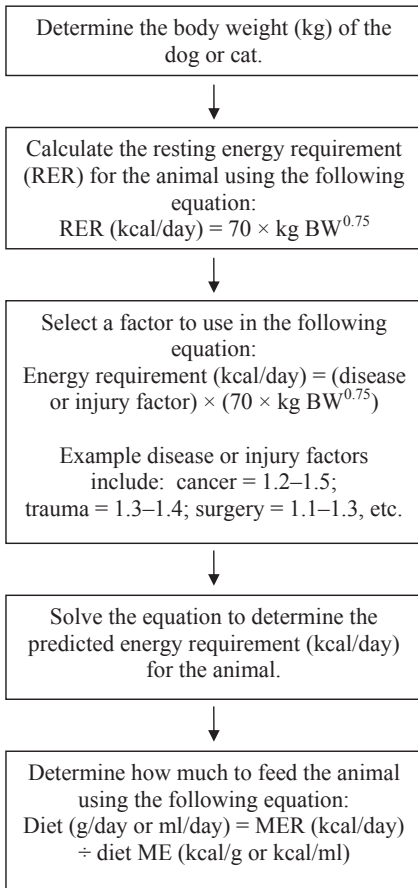 Determine the body weight (kg) of the
dog or cat.
Calculate the resting energy requirement
(RER) for the animal using the following
equation:
RER (kcal/day) = 70 × kg BW^0.75
Select a factor to use in the following
equation:
Energy requirement (kcal/day) = (disease
or injury factor) × (70 × kg BW^0.75)
Example disease or injury factors
include: cancer = 1.2–1.5;
trauma = 1.3–1.4; surgery = 1.1–1.3, etc.
Solve the equation to determine the
predicted energy requirement (kcal/day)
for the animal.
Determine how much to feed the animal
using the following equation:
Diet (g/day or ml/day) = MER (kcal/day)
÷ diet ME (kcal/g or kcal/ml)